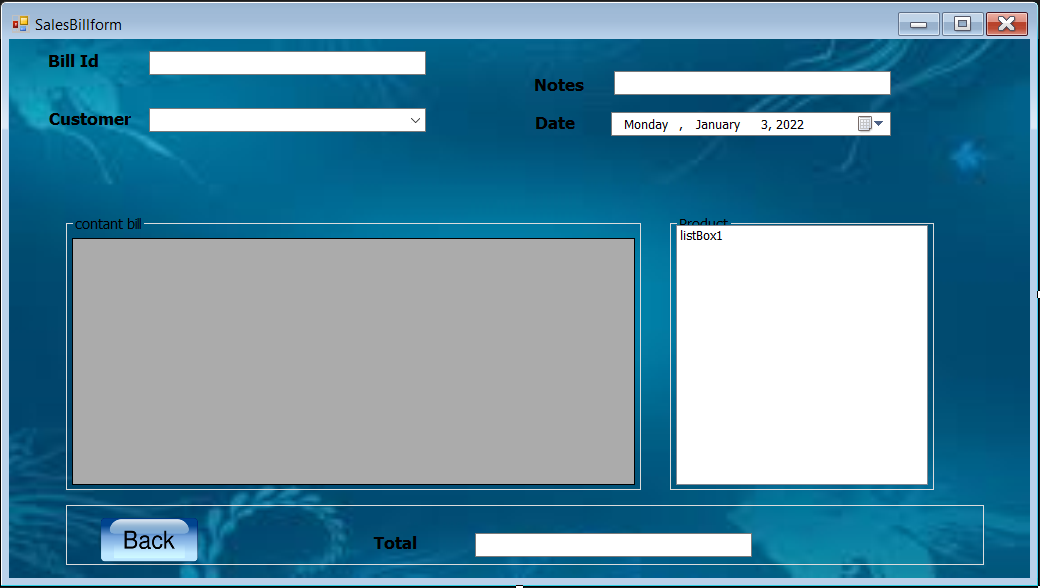 SalesBillform
Bill Id
Notes
Customer
Date
Monday , January 3, 2022
contant bill
Product
listBox1
Back
Total